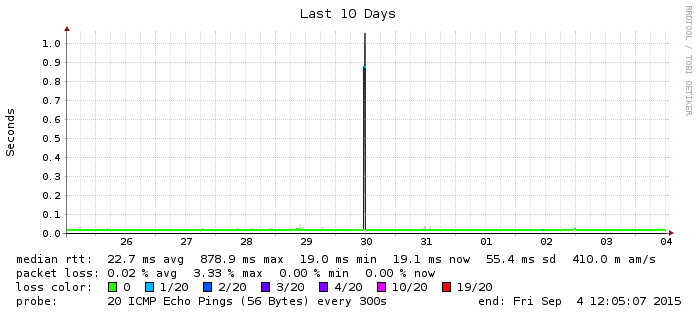 Last 10 Days
RRDTOOL / TOBI OETIKER
Seconds
1.0
0.9
0.8
0.7
0.6
0.5
0.4
0.3
0.2
0.1
0.0
26 27 28 29 30 31 01 02 03 04
median rtt: 22.7 ms avg 878.9 ms max 19.0 ms min 19.1 ms now 55.4 ms sd 410.0 m am/s
packet loss: 0.02 % avg 3.33 % max 0.00 % min 0.00 % now
loss color: 0 1/20 2/20 3/20 4/20 10/20 19/20
probe: 20 ICMP Echo Pings (56 Bytes) every 300s end: Fri Sep 4 12:05:07 2015